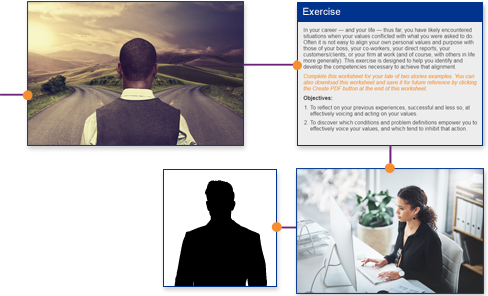 Exercise
In your career — and your life — thus far, you have likely encountered
situations when your values conflicted with what you were asked to do.
Often it is not easy to align your own personal values and purpose with
those of your boss, your co-workers, your direct reports, your
customers/clients, or your firm at work (and of course, with others in life
more generally). This exercise is designed to help you identify and
develop the competencies necessary to achieve that alignment.
Complete this worksheet for your tale of two stories examples. You can
also download this worksheet and save it for future reference by clicking
the Create PDF button at the end of this worksheet.
Objectives:
1. To reflect on your previous experiences, successful and less so, at
effectively voicing and acting on your values.
2. To discover which conditions and problem definitions empower you to
effectively voice your values, and which tend to inhibit that action.